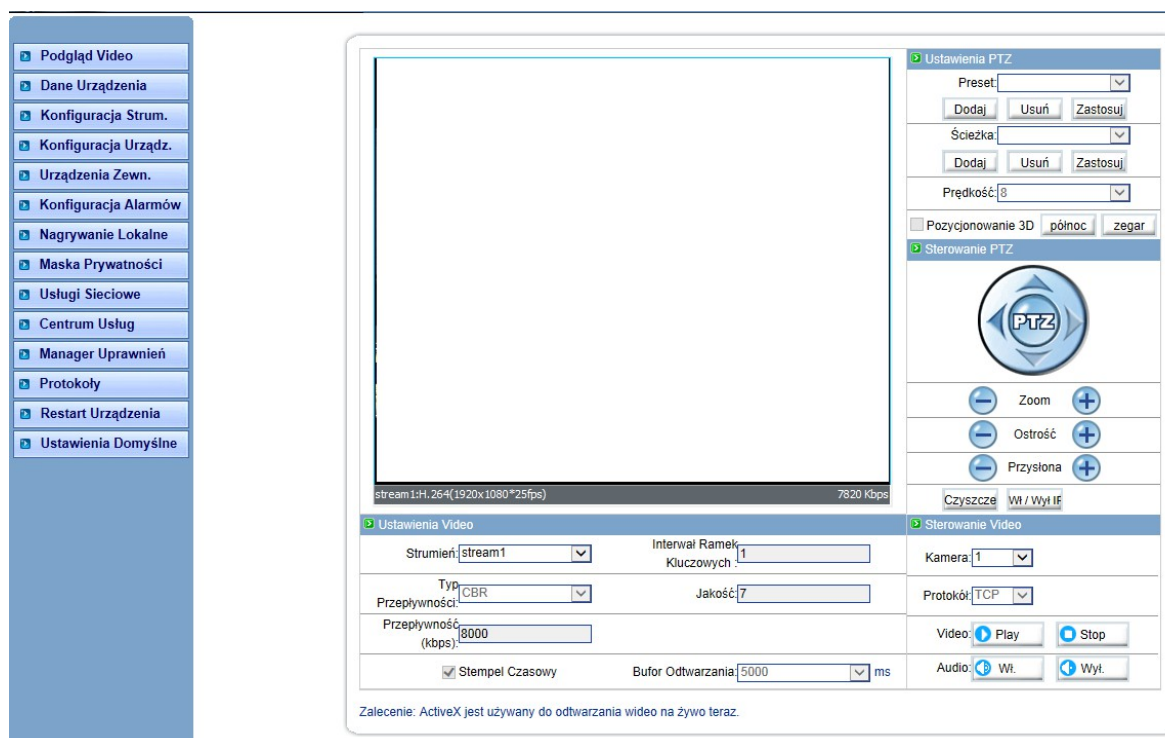 Podgląd Video
Dane Urządzenia
Konfiguracja Strum.
Konfiguracja Urządz.
Urządzenia Zewn.
Konfiguracja Alarmów
Nagrywanie Lokalne
Maska Prywatności
Usługi Sieciowe
Centrum Usług
Manager Uprawnień
Protokoły
Restart Urządzenia
Ustawienia Domyślne
stream1:H.264(1920x1080*25fps) 7820 Kbps
Ustawienia Video
Strumień: stream1
Interwał Ramek
Kluczowych : 1
Typ
Przepływności: CBR
Jakość: 7
Przepływność
(kbps): 8000
Stempel Czasowy
Bufor Odtwarzania: 5000 ms
Ustawienia PTZ
Preset:
Dodaj Usuń Zastosuj
Ścieżka:
Dodaj Usuń Zastosuj
Prędkość: 8
Pozycjonowanie 3D północ zegar
Sterowanie PTZ
PTZ
Zoom
Ostrość
Przysłona
Czyszcze Wł / Wył IF
Sterowanie Video
Kamera: 1
Protokół: TCP
Video: Play Stop
Audio: Wł. Wył.
Zalecenie: ActiveX jest używany do odtwarzania wideo na żywo teraz.